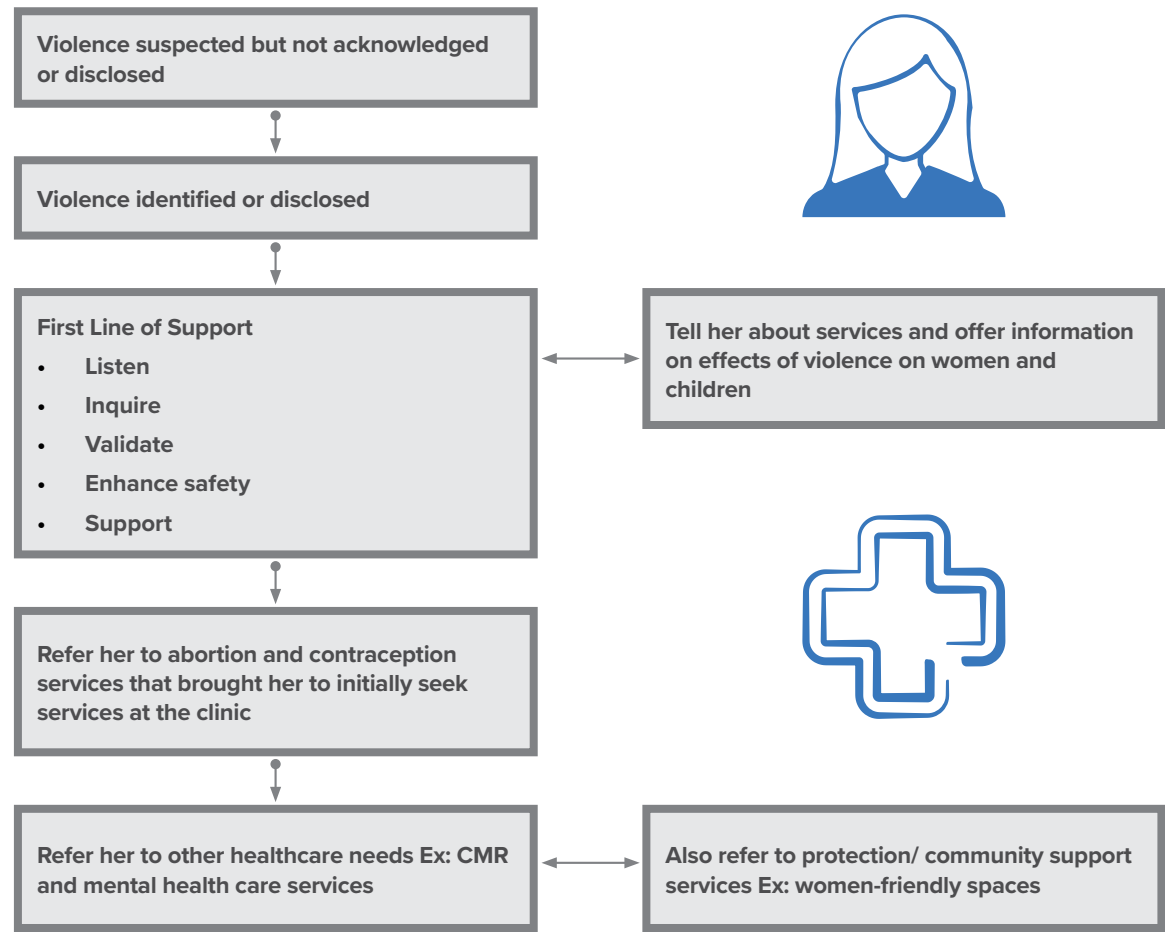 Violence suspected but not acknowledged
or disclosed
Violence identified or disclosed
First Line of Support
• Listen
• Inquire
• Validate
• Enhance safety
• Support
Tell her about services and offer information
on effects of violence on women and
children
Refer her to abortion and contraception
services that brought her to initially seek
services at the clinic
Refer her to other healthcare needs Ex: CMR
and mental health care services
Also refer to protection/ community support
services Ex: women-friendly spaces